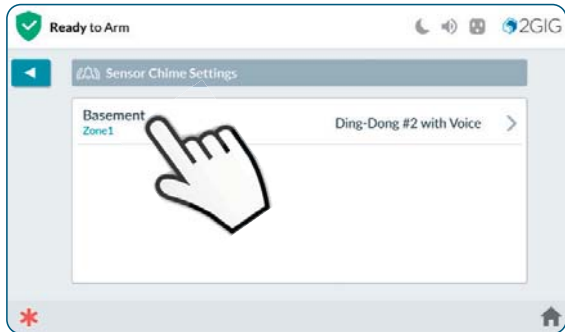 Ready to Arm
2GIG
Sensor Chime Settings
Basement
Ding-Dong #2 with Voice
Zone1